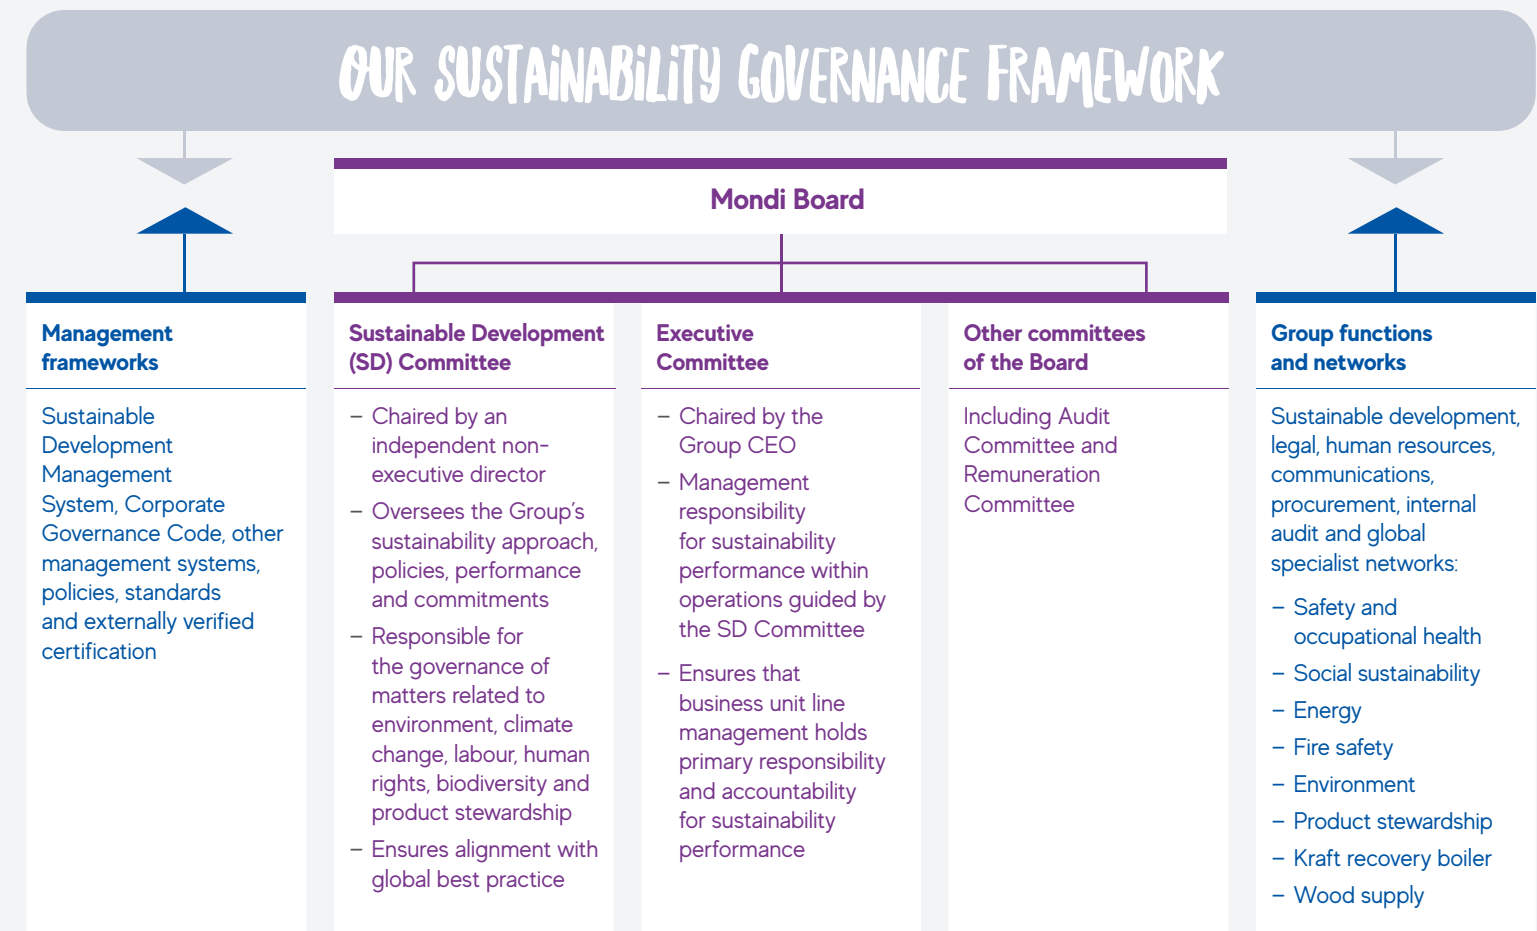 OUR SUSTAiNABiLiTY GOVERNANCE FRAMEWORK
Mondi Board
Management
frameworks
Sustainable
Development
Management
System, Corporate
Governance Code, other
management systems,
policies, standards
and externally verified
certification
Sustainable Development
(SD) Committee
– Chaired by an
independent non-
executive director
– Oversees the Group's
sustainability approach,
policies, performance
and commitments
– Responsible for
the governance of
matters related to
environment, climate
change, labour, human
rights, biodiversity and
product stewardship
– Ensures alignment with
global best practice
Executive
Committee
– Chaired by the
Group CEO
– Management
responsibility
for sustainability
performance within
operations guided by
the SD Committee
– Ensures that
business unit line
management holds
primary responsibility
and accountability
for sustainability
performance
Other committees
of the Board
Including Audit
Committee and
Remuneration
Committee
Group functions
and networks
Sustainable development,
legal, human resources,
communications,
procurement, internal
audit and global
specialist networks:
– Safety and
occupational health
– Social sustainability
– Energy
– Fire safety
– Environment
– Product stewardship
– Kraft recovery boiler
– Wood supply